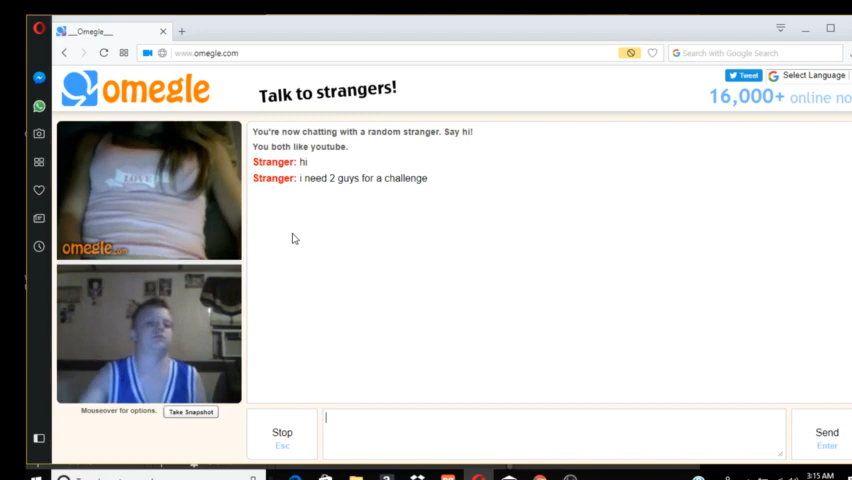 __Omegle__
www.omegle.com
Search with Google Search
omegle
Talk to strangers!
Tweet
Select Language
16,000+ online no
You're now chatting with a random stranger. Say hi!
You both like youtube.
Stranger: hi
Stranger: i need 2 guys for a challenge
LOVE
omegle.com
Mouseover for options.
Take Snapshot
Stop
Esc
Send
Enter
3:15 AM